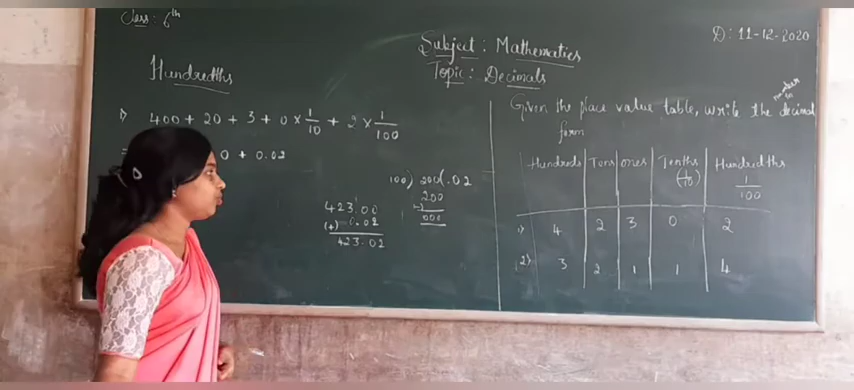 Class: 6th
D: 11-12-2020
Subject: Mathematics
Topic: Decimals
Hundredths
1) 400 + 20 + 3 + 0 × 1/10 + 2 × 1/100
= 0 + 0.02
100) 200 (.02
200
(-)
000
423.00
(+) 0.02
423.02
Given the place value table, write the number in decimal
form
Hundreds Tens ones Tenths (1/10) Hundredths 1/100
1) 4 2 3 0 2
2) 3 2 1 1 4